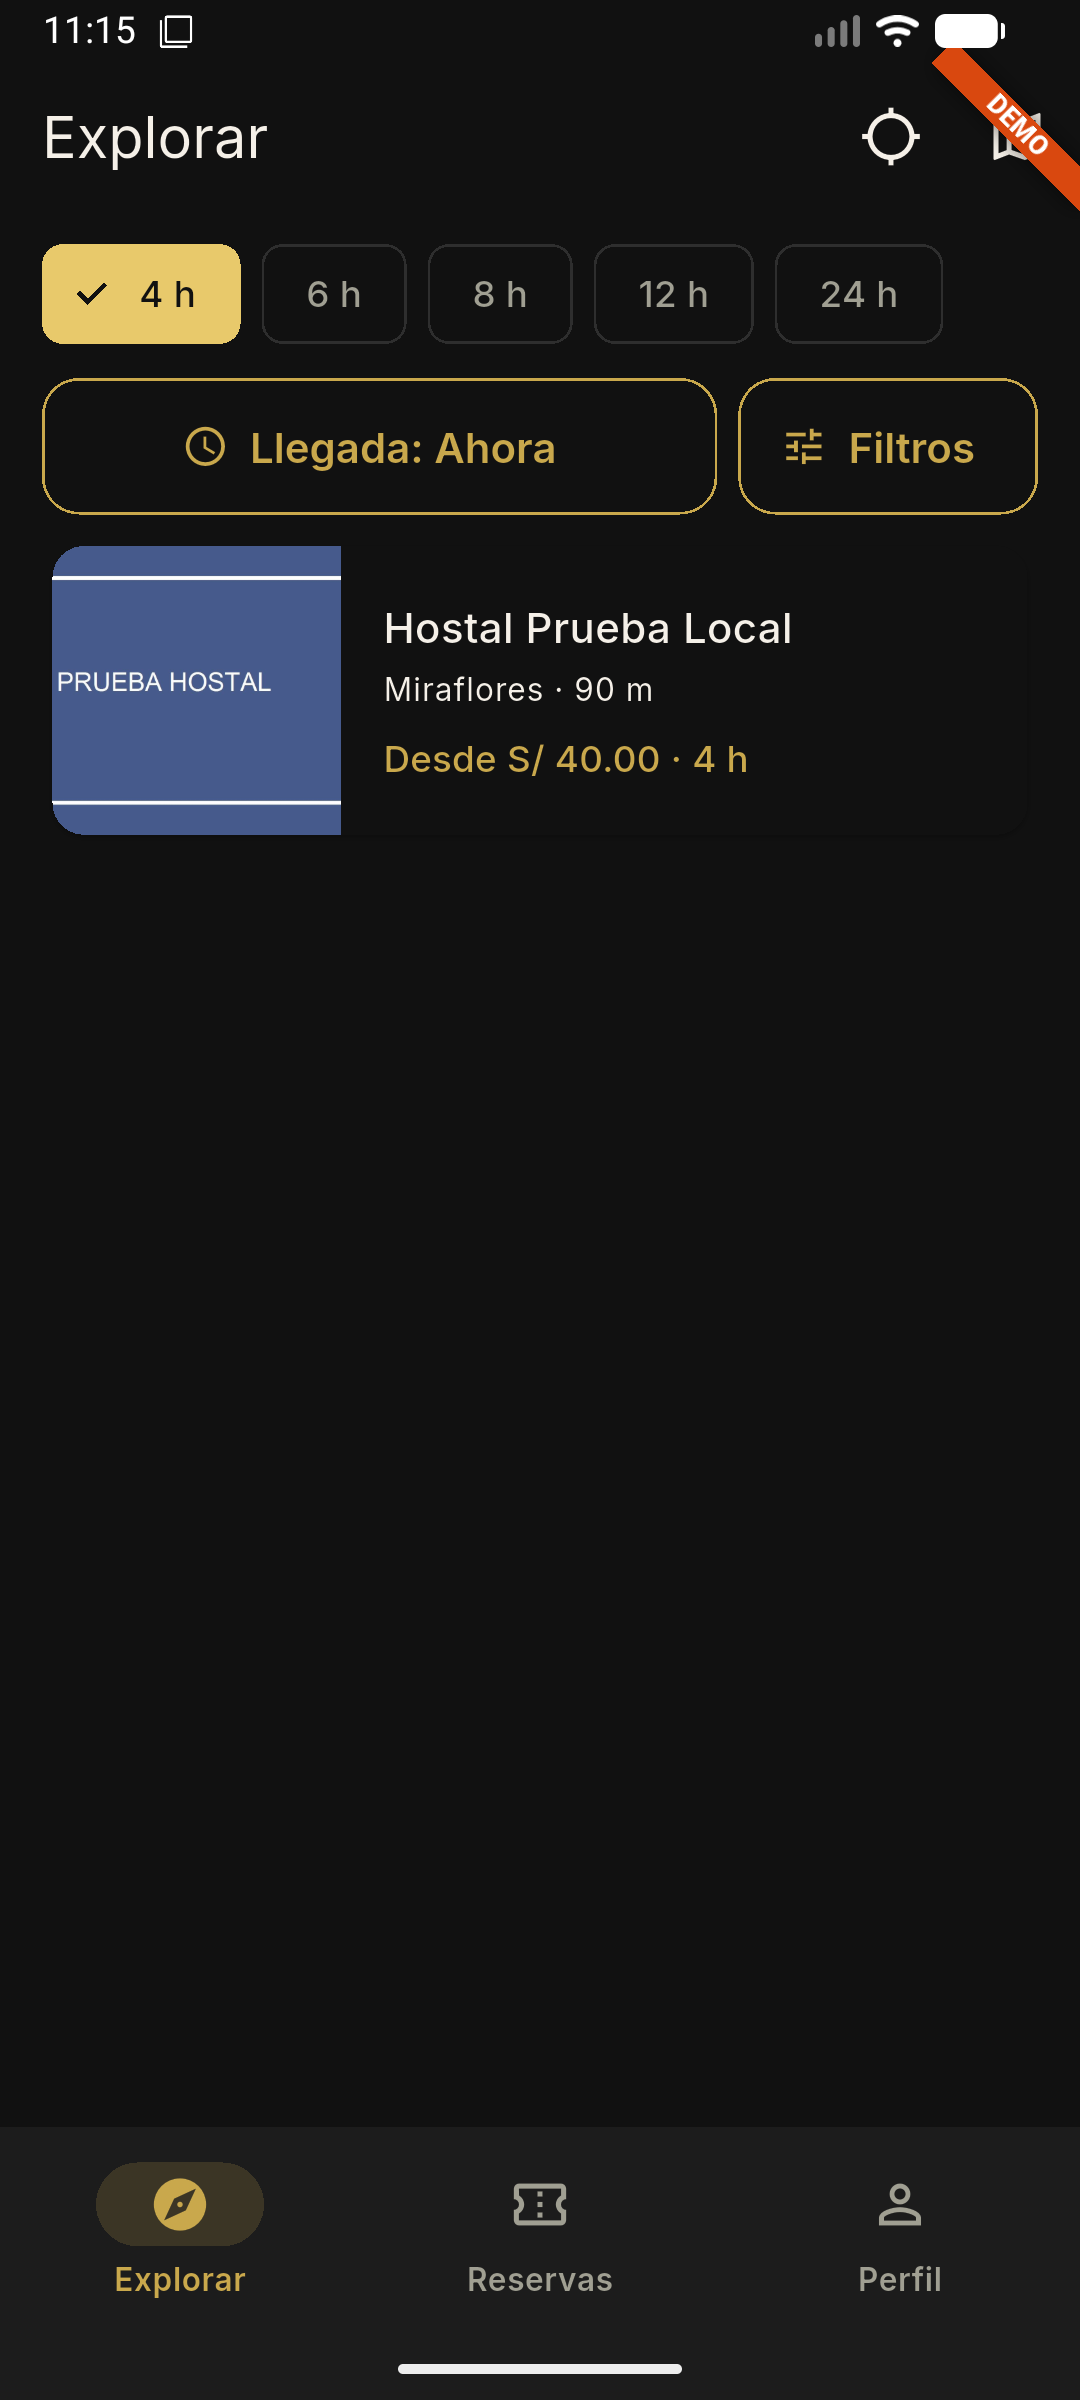 11:15
DEMO
Explorar
4 h
6 h
8 h
12 h
24 h
Llegada: Ahora
Filtros
PRUEBA HOSTAL
Hostal Prueba Local
Miraflores · 90 m
Desde S/ 40.00 · 4 h
Explorar
Reservas
Perfil